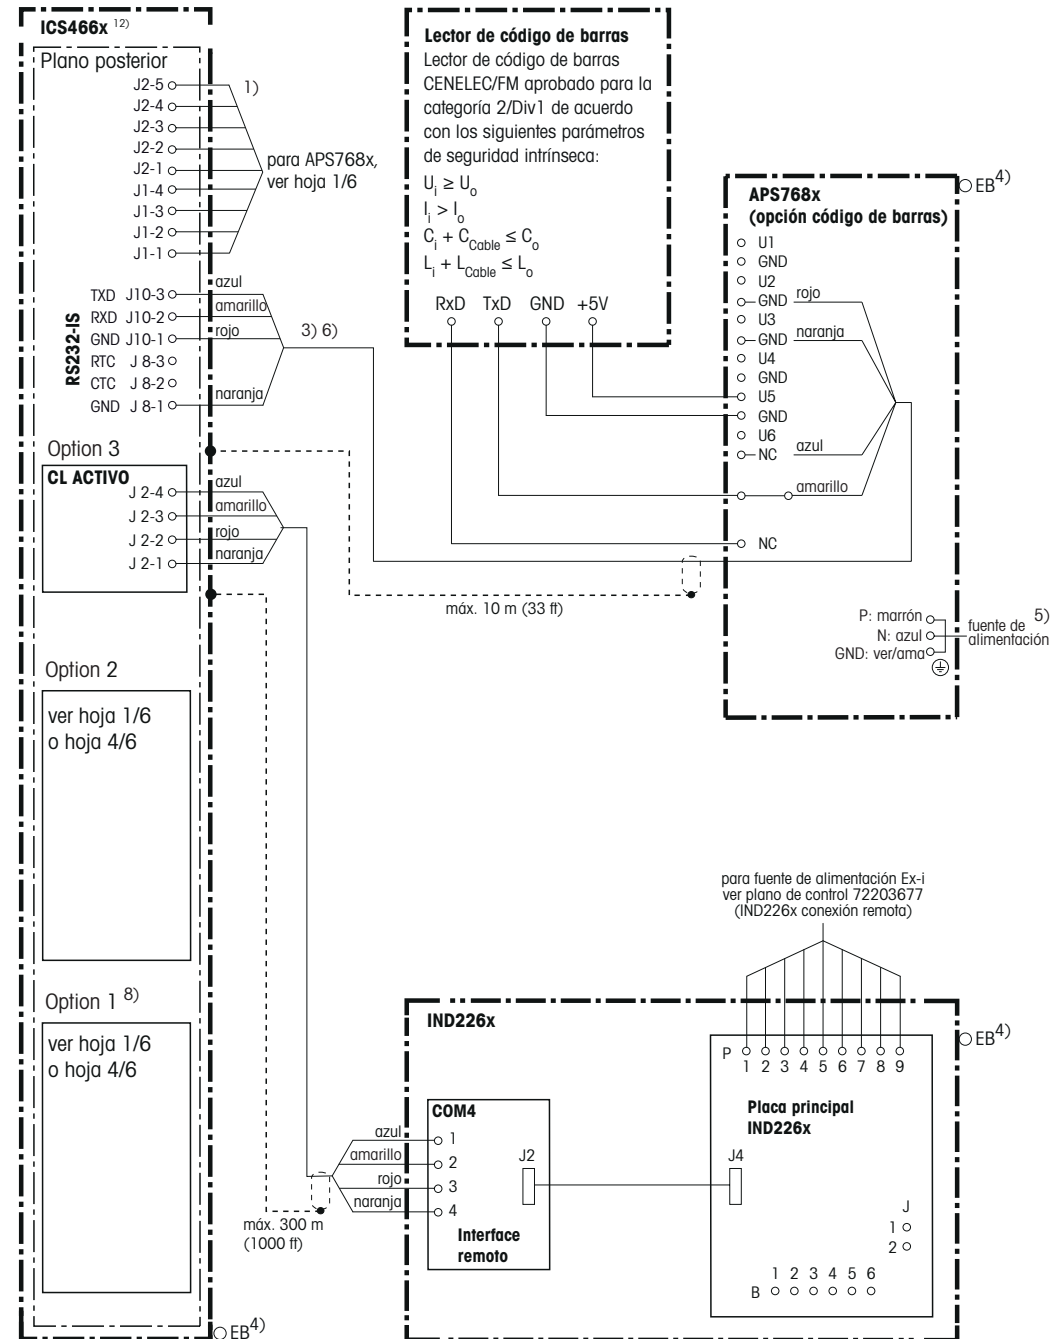 ICS466x 12)
Plano posterior
J2-5
J2-4
J2-3
J2-2
J2-1
J1-4
J1-3
J1-2
J1-1
1)
para APS768x,
ver hoja 1/6
RS232-IS
TXD J10-3 azul
RXD J10-2 amarillo
GND J10-1 rojo
RTC J 8-3
CTC J 8-2
GND J 8-1 naranja
3) 6)
Option 3
CL ACTIVO
J 2-4 azul
J 2-3 amarillo
J 2-2 rojo
J 2-1 naranja
Option 2
ver hoja 1/6
o hoja 4/6
Option 1 8)
ver hoja 1/6
o hoja 4/6
EB4)
Lector de código de barras
Lector de código de barras
CENELEC/FM aprobado para la
categoría 2/Div1 de acuerdo
con los siguientes parámetros
de seguridad intrínseca:
Ui ≥ Uo
Ii > Io
Ci + CCable ≤ Co
Li + LCable ≤ Lo
RxD TxD GND +5V
máx. 10 m (33 ft)
EB4)
APS768x
(opción código de barras)
U1
GND
U2
GND rojo
U3
GND naranja
U4
GND
U5
GND
U6
NC azul
amarillo
NC
P: marrón
N: azul
GND: ver/ama
fuente de 5)
alimentación
para fuente de alimentación Ex-i
ver plano de control 72203677
(IND226x conexión remota)
IND226x
EB4)
P
1 2 3 4 5 6 7 8 9
Placa principal
IND226x
COM4
azul 1
amarillo 2
rojo 3
naranja 4
J2
J4
Interface
remoto
J
1
2
1 2 3 4 5 6
B
máx. 300 m
(1000 ft)